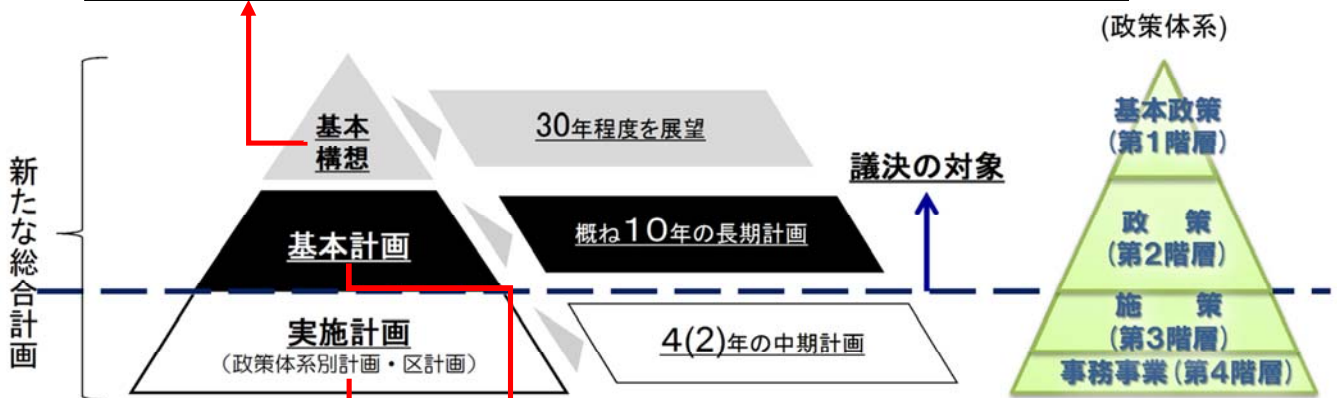 (政策体系)
基本
構想
30年程度を展望
基本政策
(第1階層)
議決の対象
新たな総合計画
基本計画
概ね10年の長期計画
政　策
(第2階層)
実施計画
(政策体系別計画・区計画)
4(2)年の中期計画
施　策
(第3階層)
事務事業(第4階層)